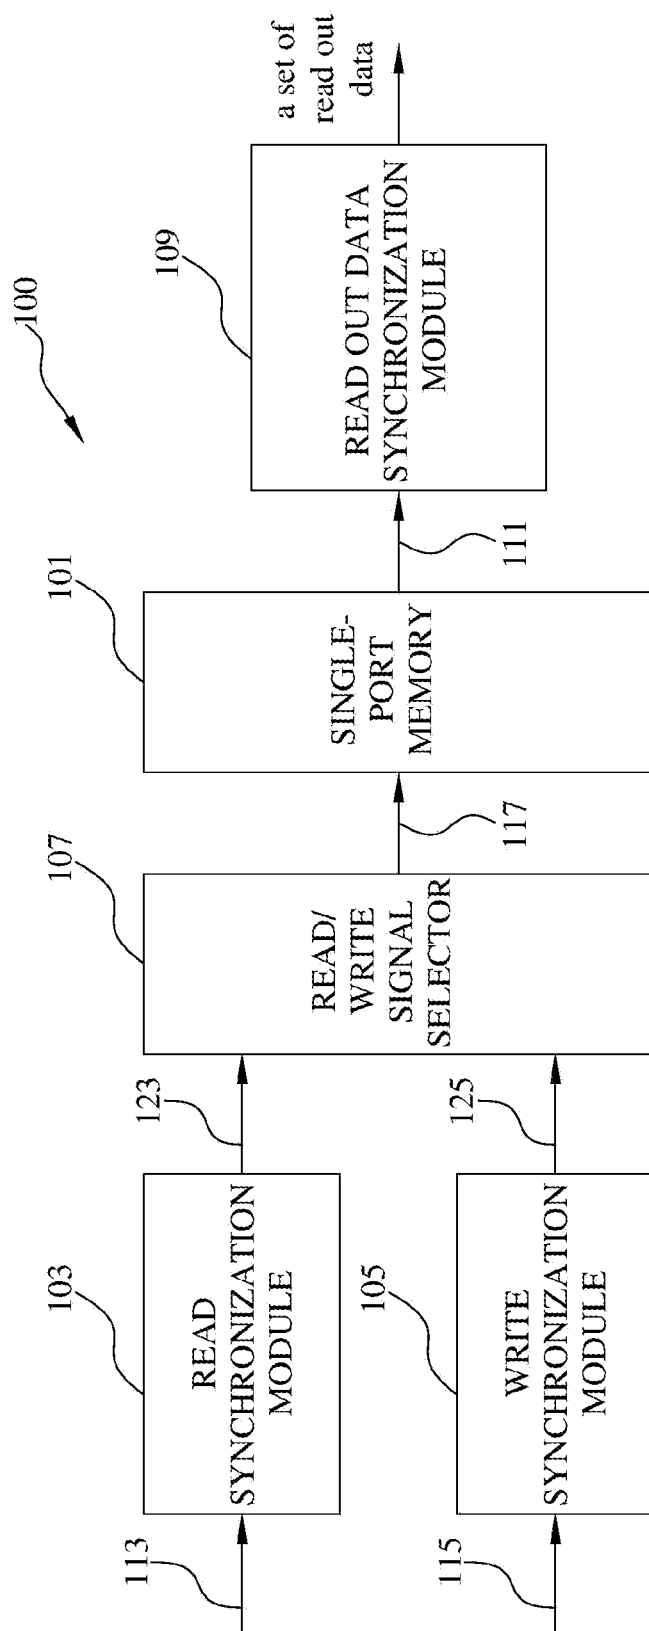 100
113
103
READ
SYNCHRONIZATION
MODULE
123
115
105
WRITE
SYNCHRONIZATION
MODULE
125
107
READ/
WRITE
SIGNAL
SELECTOR
117
101
SINGLE-
PORT
MEMORY
111
109
READ OUT DATA
SYNCHRONIZATION
MODULE
a set of
read out
data